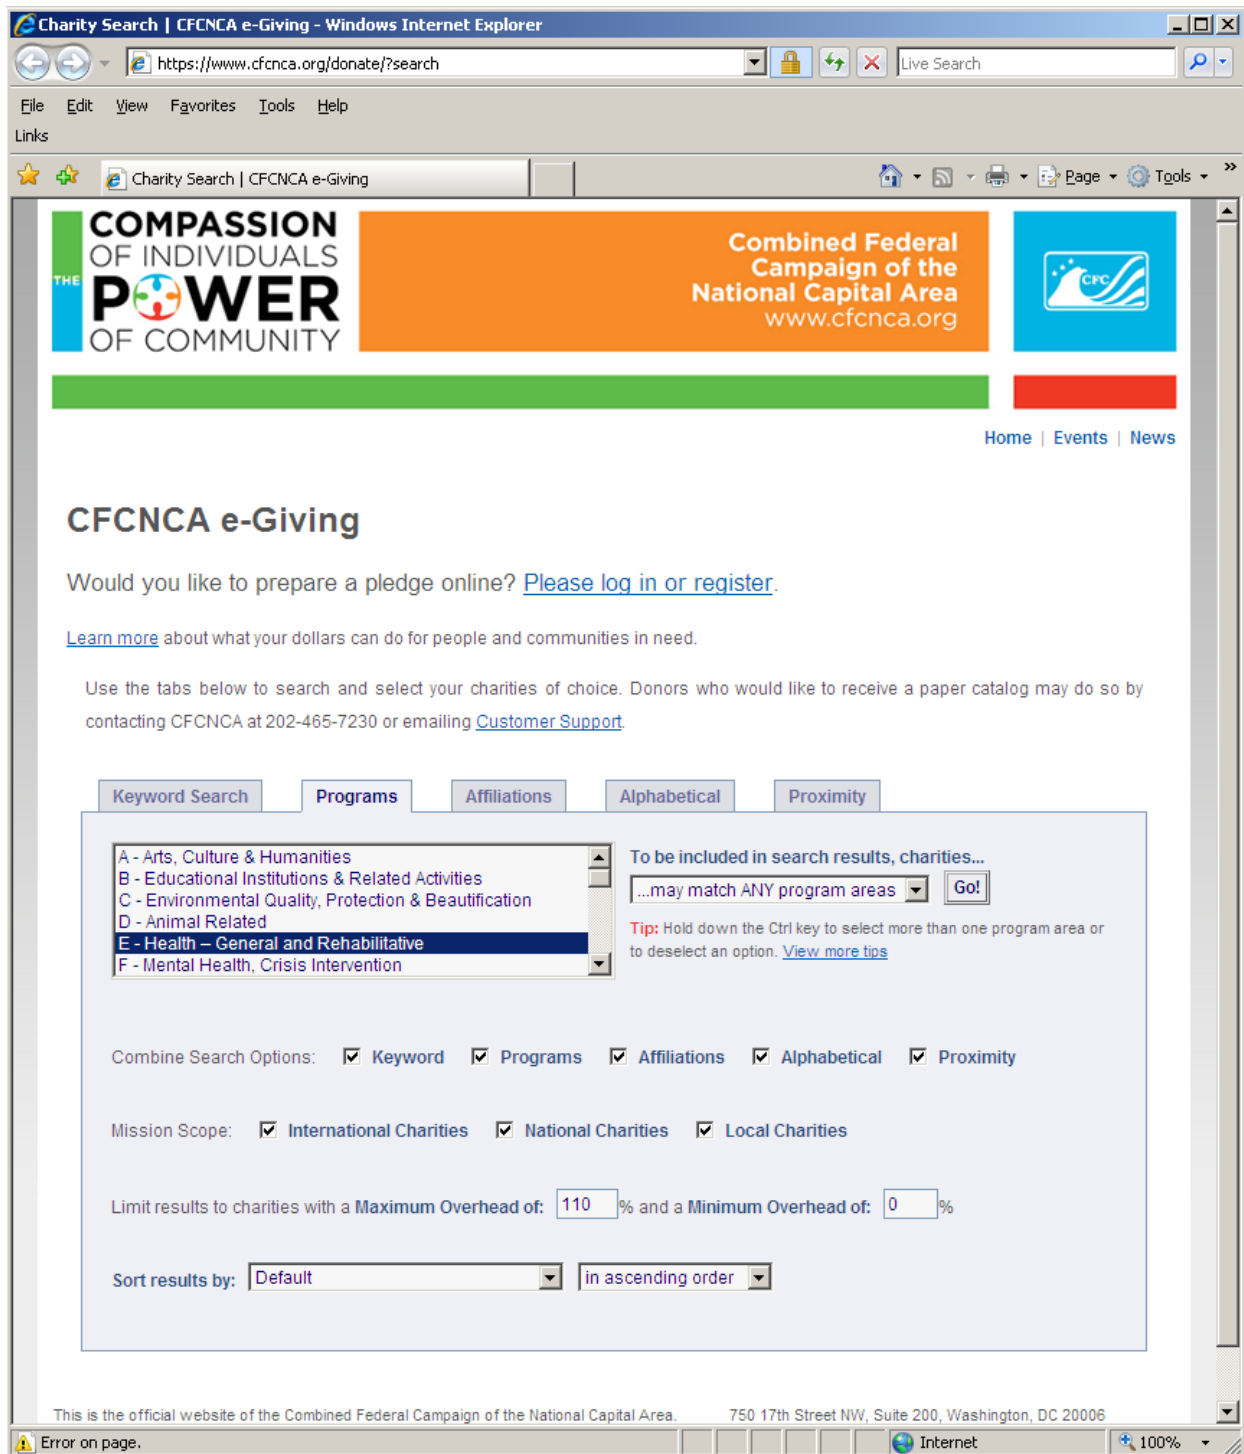 Charity Search | CFCNCA e-Giving - Windows Internet Explorer
https://www.cfcnca.org/donate/?search
Live Search
File Edit View Favorites Tools Help
Links
Charity Search | CFCNCA e-Giving
Page Tools »
THE
COMPASSION
OF INDIVIDUALS
POWER
OF COMMUNITY
Combined Federal
Campaign of the
National Capital Area
www.cfcnca.org
CFC
Home | Events | News
CFCNCA e-Giving
Would you like to prepare a pledge online? Please log in or register.
Learn more about what your dollars can do for people and communities in need.
Use the tabs below to search and select your charities of choice. Donors who would like to receive a paper catalog may do so by
contacting CFCNCA at 202-465-7230 or emailing Customer Support.
Keyword Search Programs Affiliations Alphabetical Proximity
A - Arts, Culture & Humanities
B - Educational Institutions & Related Activities
C - Environmental Quality, Protection & Beautification
D - Animal Related
E - Health – General and Rehabilitative
F - Mental Health, Crisis Intervention
To be included in search results, charities...
...may match ANY program areas Go!
Tip: Hold down the Ctrl key to select more than one program area or
to deselect an option. View more tips
Combine Search Options: Keyword Programs Affiliations Alphabetical Proximity
Mission Scope: International Charities National Charities Local Charities
Limit results to charities with a Maximum Overhead of: 110 % and a Minimum Overhead of: 0 %
Sort results by: Default in ascending order
This is the official website of the Combined Federal Campaign of the National Capital Area. 750 17th Street NW, Suite 200, Washington, DC 20006
Error on page. Internet 100%